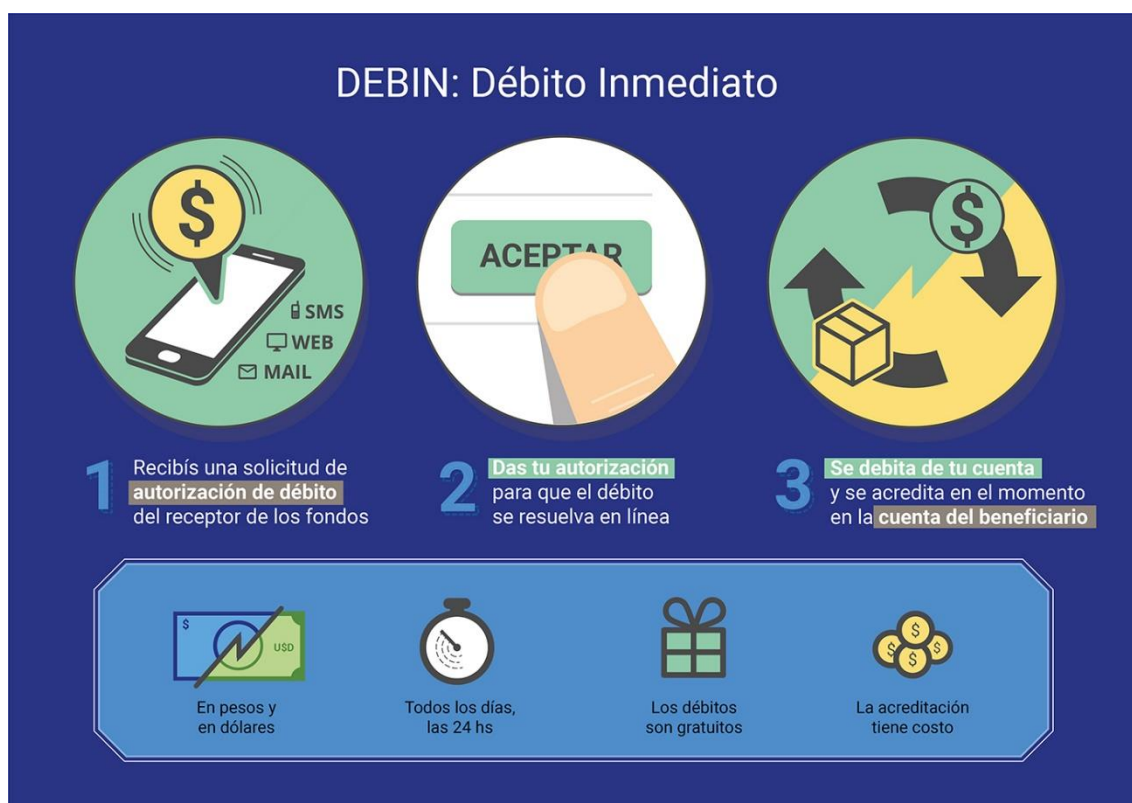 DEBIN: Débito Inmediato
$
SMS
WEB
MAIL
ACEPTAR
$
1
Recibís una solicitud de
autorización de débito
del receptor de los fondos
2
Das tu autorización
para que el débito
se resuelva en línea
3
Se debita de tu cuenta
y se acredita en el momento
en la cuenta del beneficiario
$
USD
En pesos y
en dólares
Todos los días,
las 24 hs
Los débitos
son gratuitos
$
$
$
$
La acreditación
tiene costo